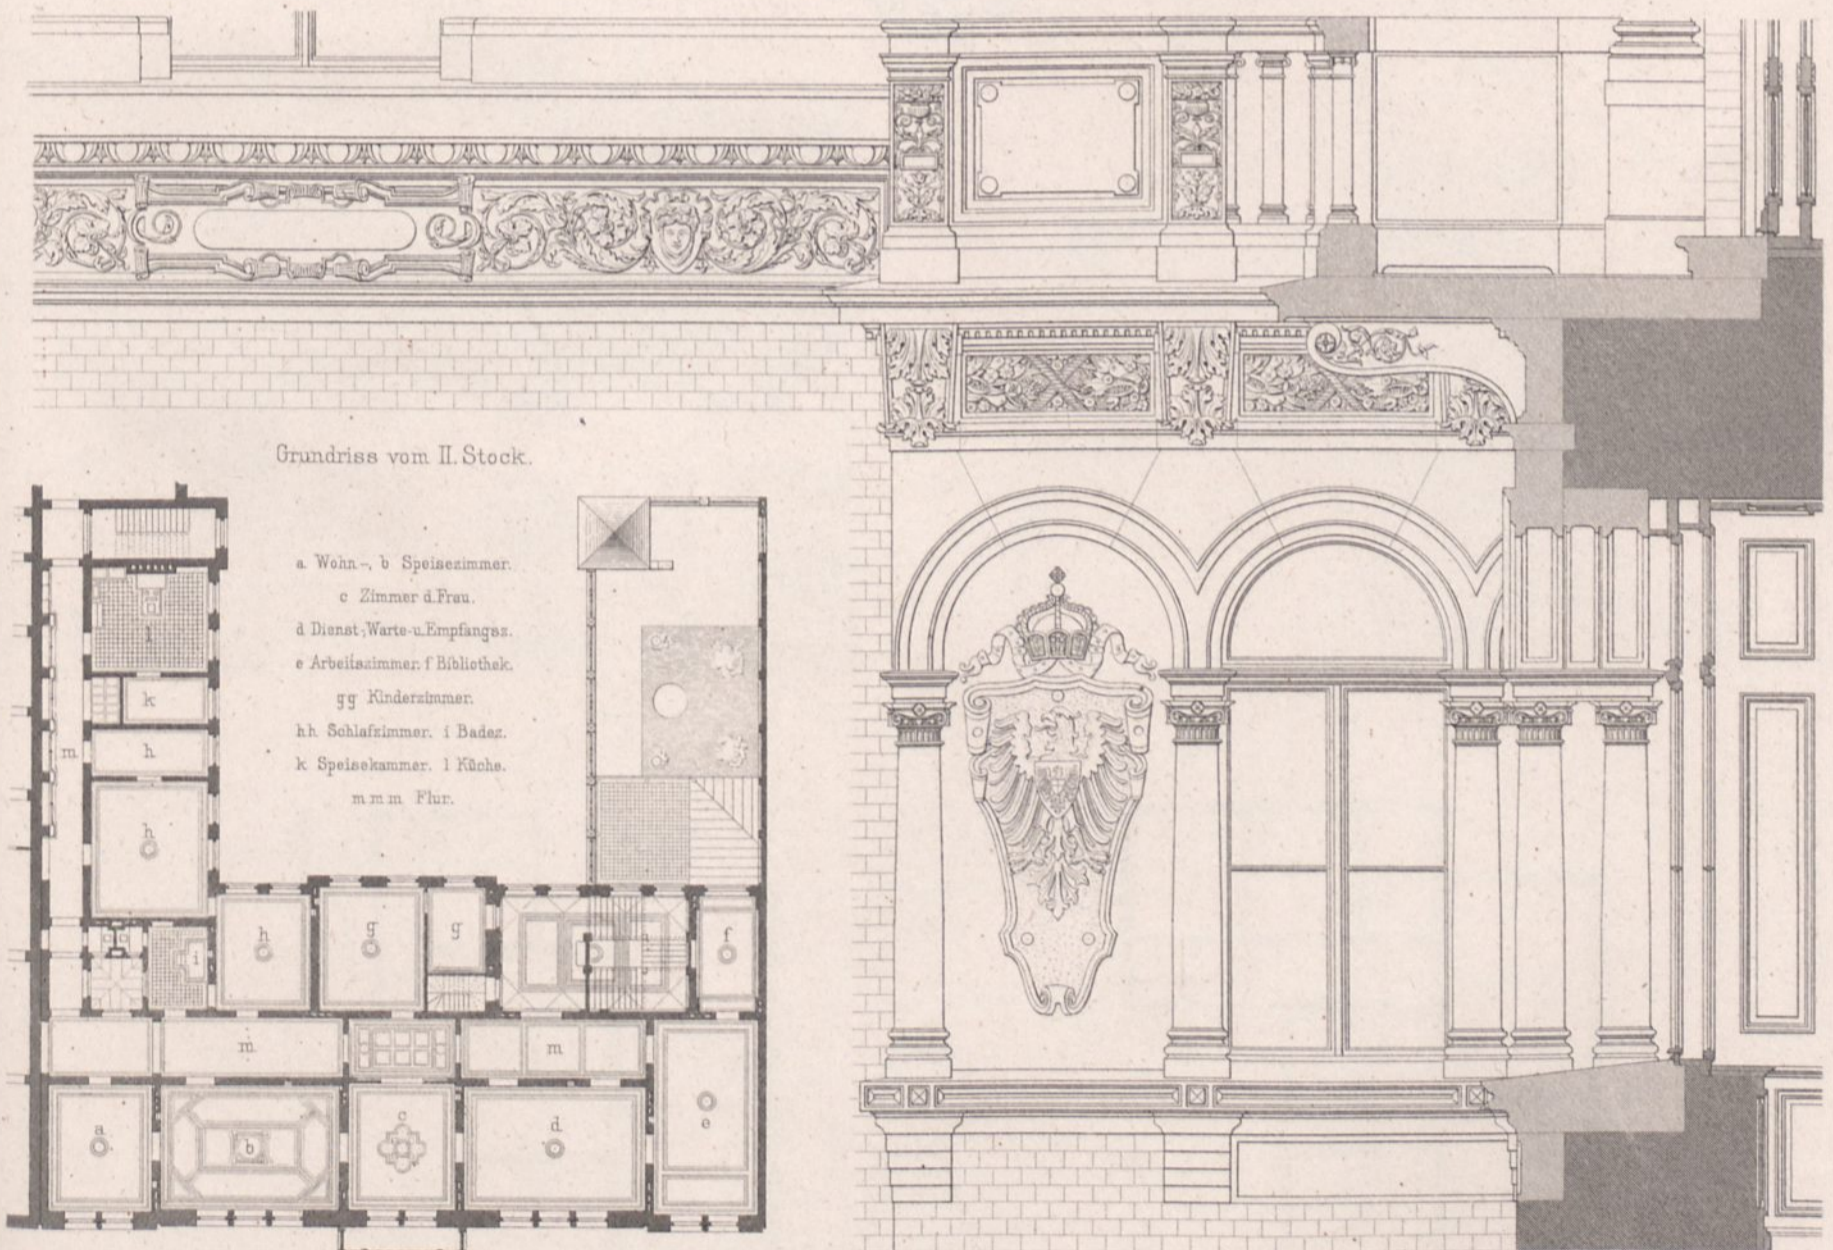 Grundriss vom II. Stock.
a. Wohn-, b Speisezimmer.
c Zimmer d. Frau.
d Dienst-, Warte- u. Empfangsz.
e Arbeitszimmer. f Bibliothek.
gg Kinderzimmer.
hh. Schlafzimmer. i Badez.
k Speisekammer. l Küche.
m m m Flur.
l
k
h
m
h
h
g
g
f
i
m
m
a
b
c
d
e